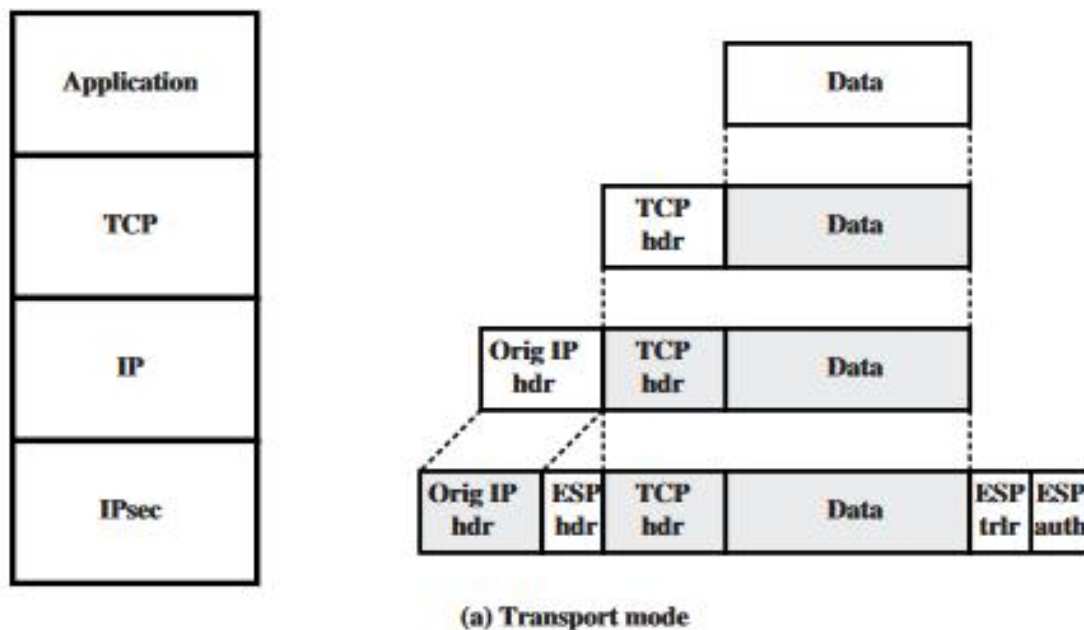 Application
TCP
IP
IPsec
Data
TCP
hdr
Data
Orig IP
hdr
TCP
hdr
Data
Orig IP
hdr
ESP
hdr
TCP
hdr
Data
ESP
trlr
ESP
auth
(a) Transport mode